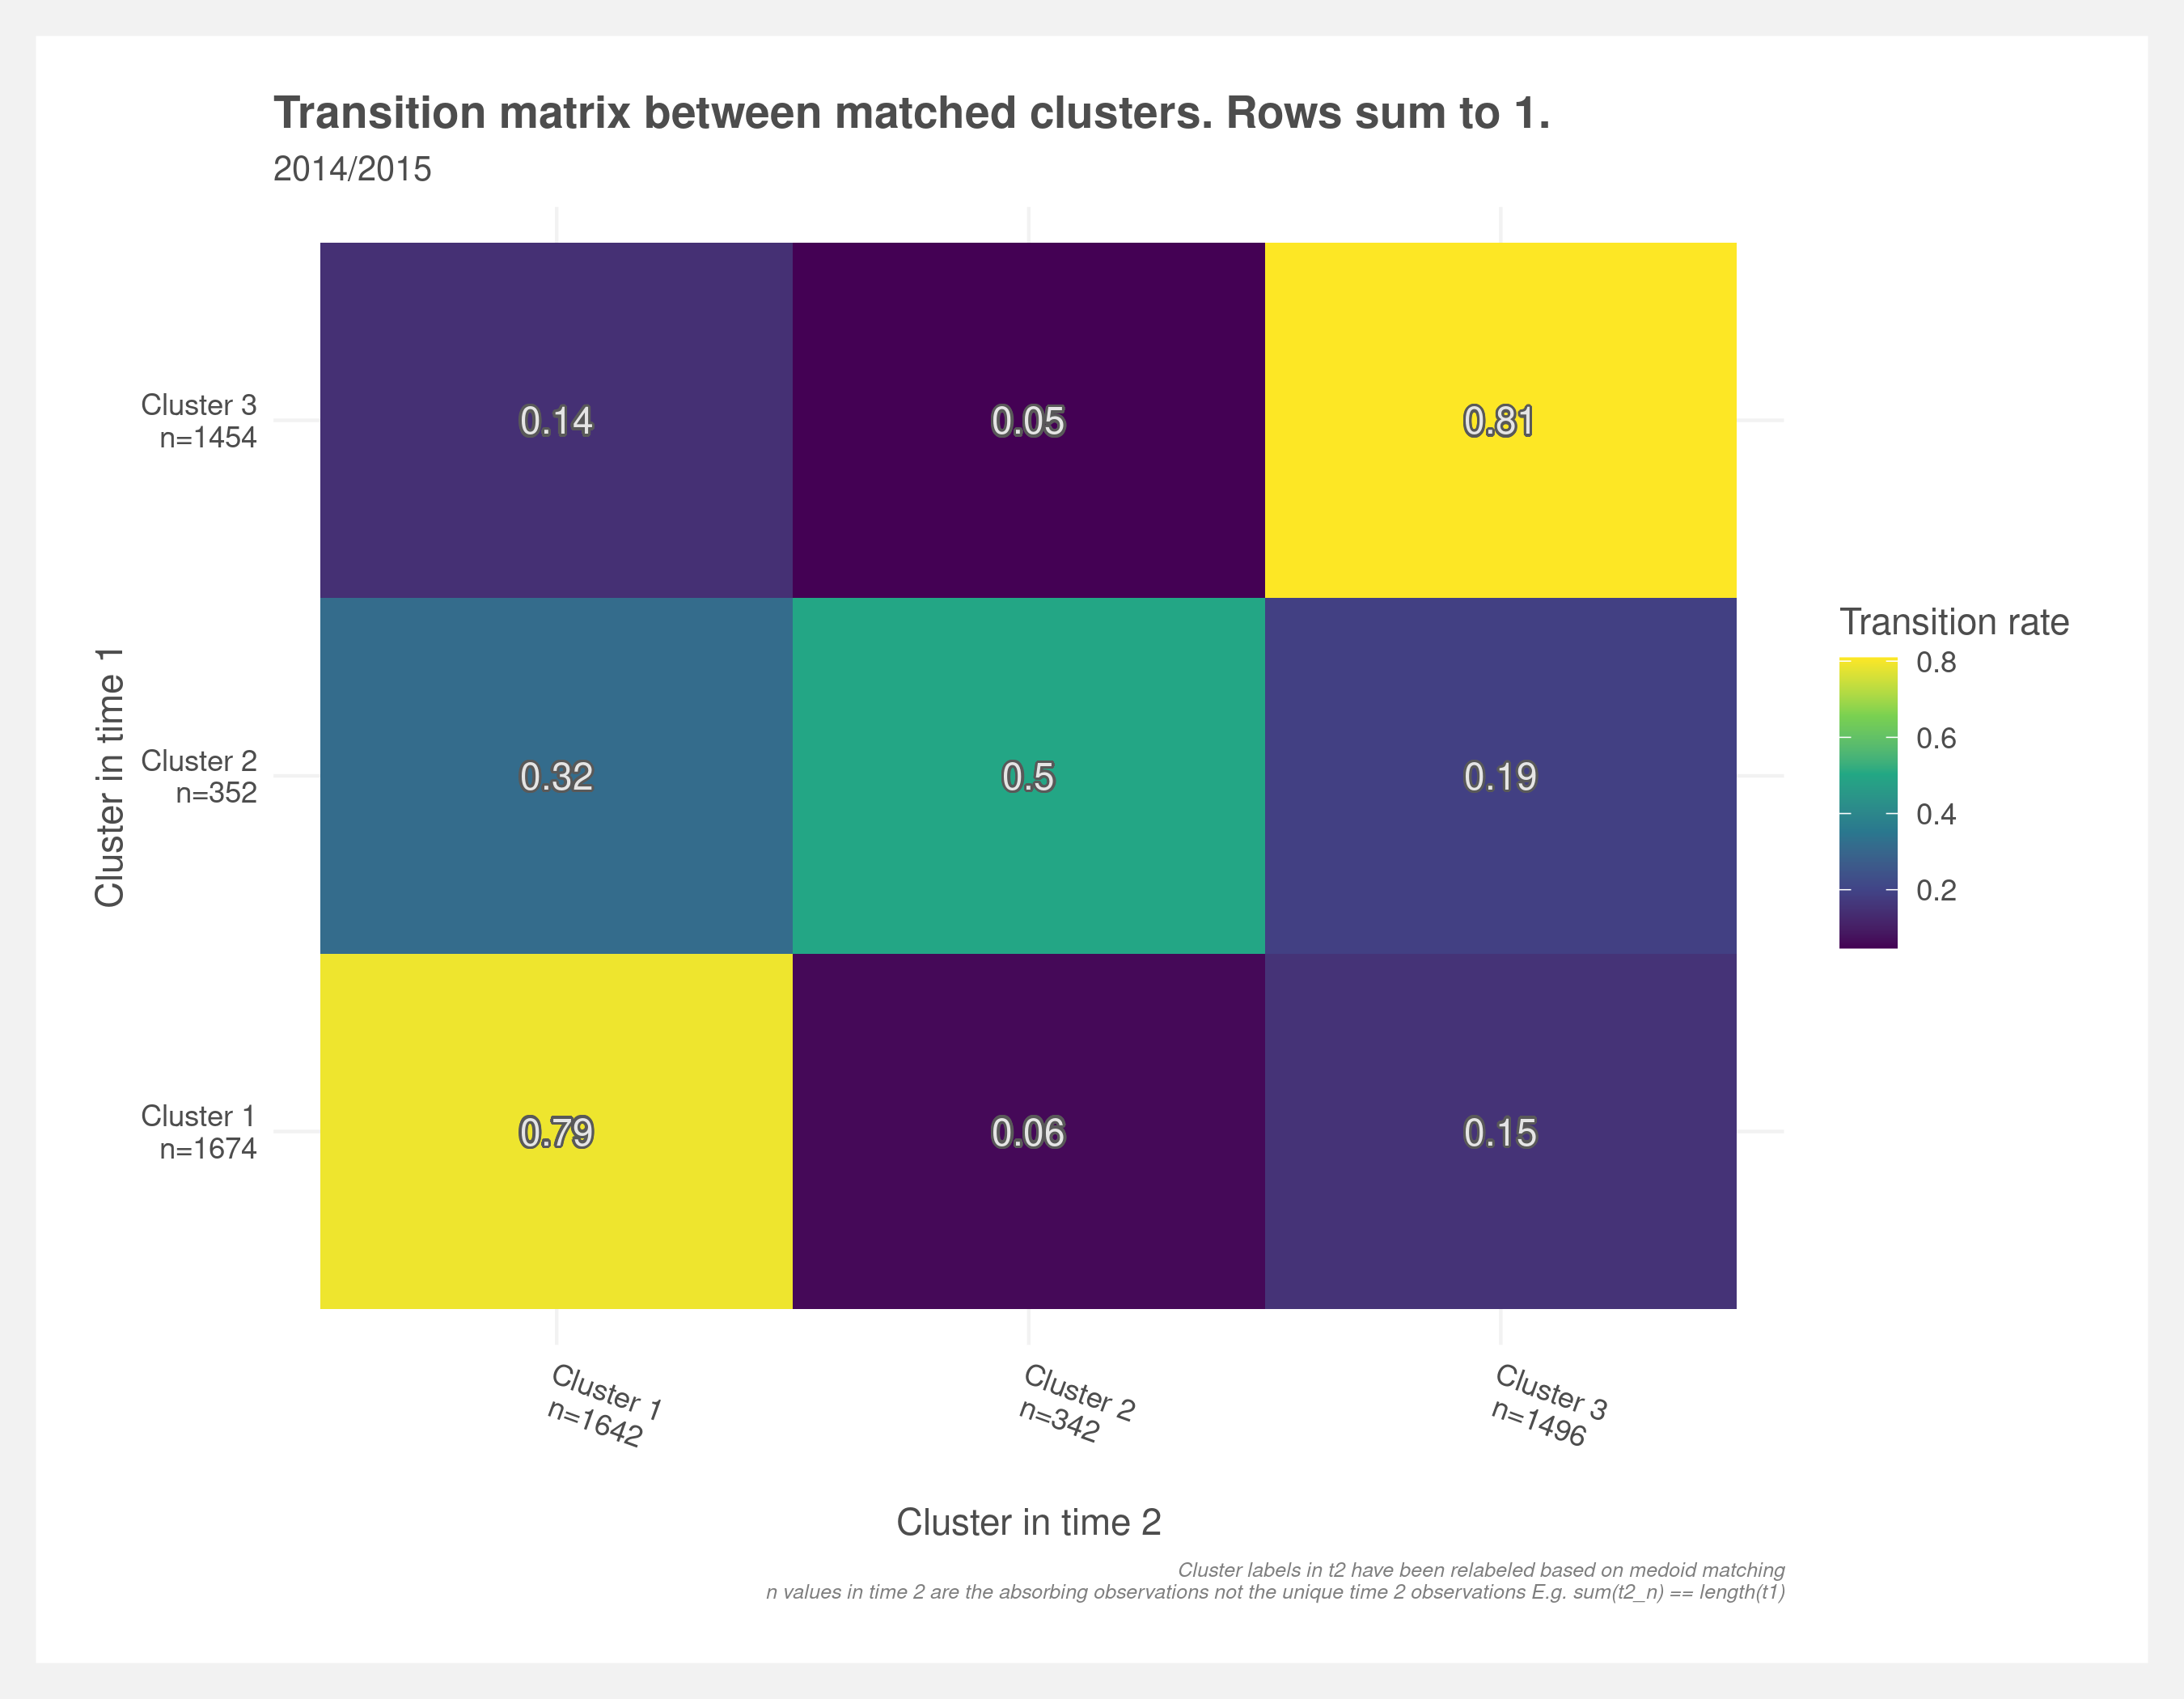 Transition matrix between matched clusters. Rows sum to 1.
2014/2015
Cluster in time 1
Cluster 3
n=1454
0.14
0.05
0.81
Cluster 2
n=352
0.32
0.5
0.19
Cluster 1
n=1674
0.79
0.06
0.15
Transition rate
0.8
0.6
0.4
0.2
Cluster 1
n=1642
Cluster 2
n=342
Cluster 3
n=1496
Cluster in time 2
Cluster labels in t2 have been relabeled based on medoid matching
n values in time 2 are the absorbing observations not the unique time 2 observations E.g. sum(t2_n) == length(t1)